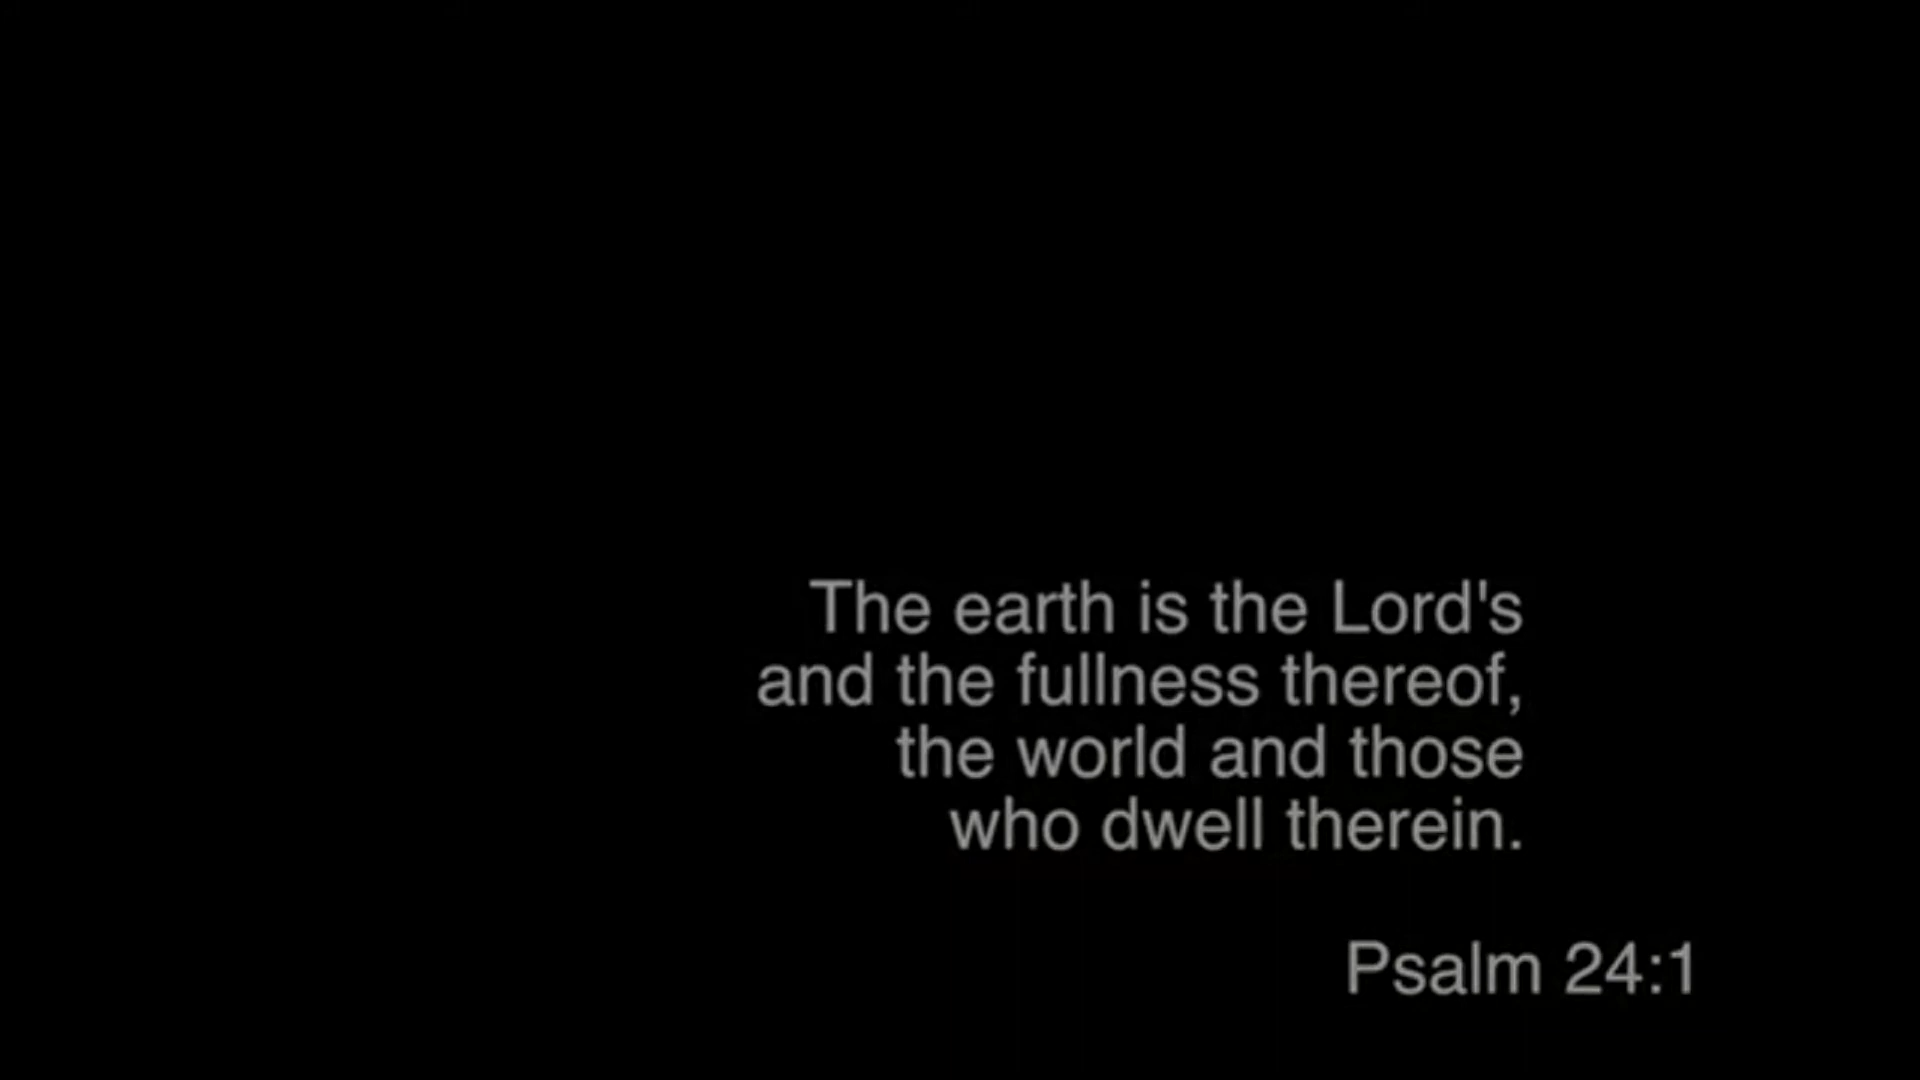 The earth is the Lord's
and the fullness thereof,
the world and those
who dwell therein.
Psalm 24:1